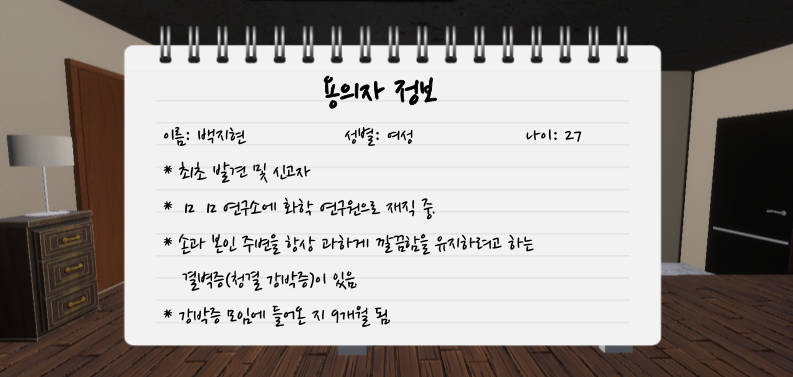 용의자 정보
이름: 백지현 성별: 여성 나이: 27
* 최초 발견 및 신고자
* ㅁㅁ 연구소에 화학 연구원으로 재직 중.
* 손과 본인 주변을 항상 과하게 깔끔함을 유지하려고 하는
결벽증(청결 강박증)이 있음
* 강박증 모임에 들어온 지 9개월 됨